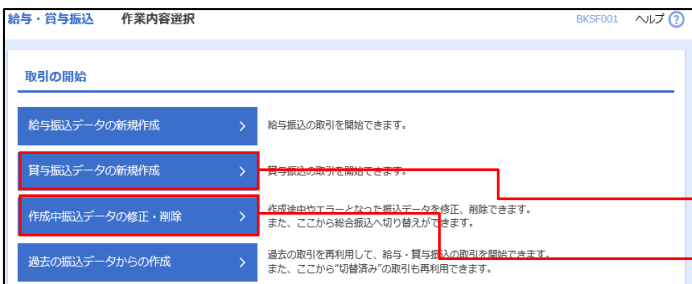 給与・賞与振込 作業内容選択 BKSF001 ヘルプ ?
取引の開始
給与振込データの新規作成 > 給与振込の取引を開始できます。
賞与振込データの新規作成 > 賞与振込の取引を開始できます。
作成中振込データの修正・削除 > 作成途中やエラーとなった振込データを修正、削除できます。
また、ここから総合振込へ切り替えができます。
過去の振込データからの作成 > 過去の取引を再利用して、給与・賞与振込の取引を開始できます。
また、ここから“切替済み”の取引も再利用できます。